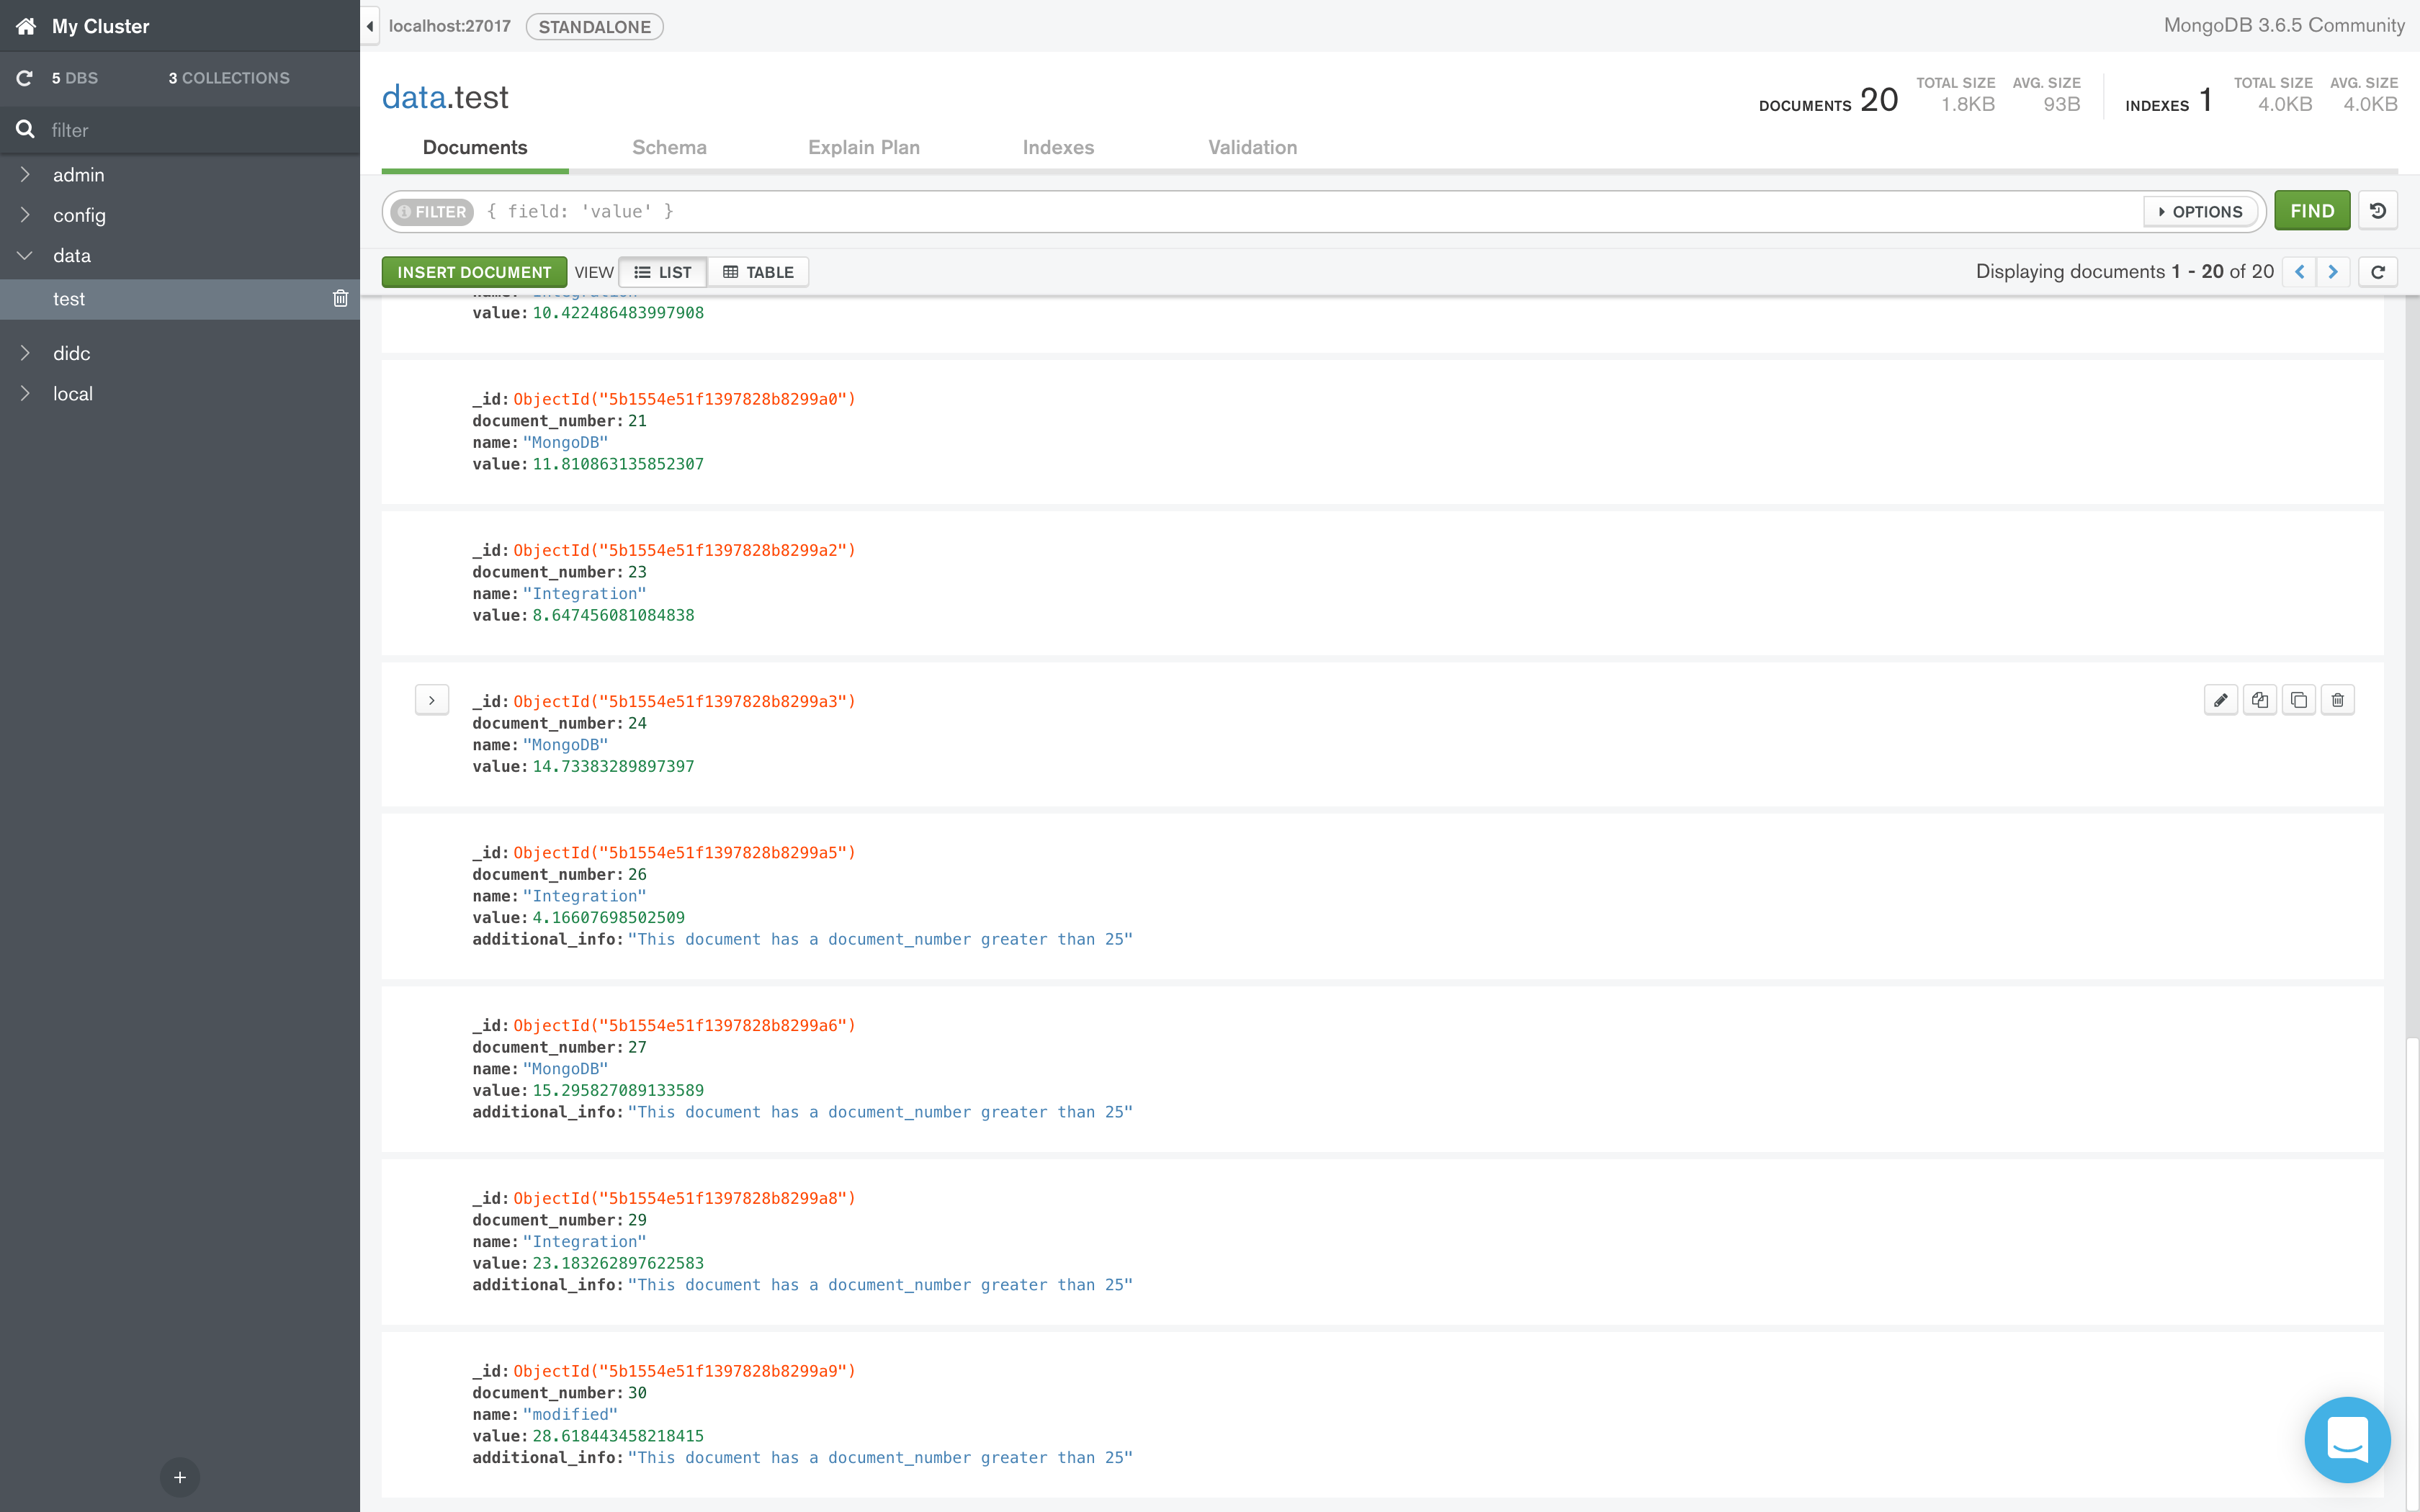 My Cluster
5 DBS 3 COLLECTIONS
filter
admin
config
data
test
didc
local
localhost:27017 STANDALONE
MongoDB 3.6.5 Community
data.test
DOCUMENTS 20 TOTAL SIZE 1.8KB AVG. SIZE 93B INDEXES 1 TOTAL SIZE 4.0KB AVG. SIZE 4.0KB
Documents Schema Explain Plan Indexes Validation
FILTER { field: 'value' } OPTIONS FIND
INSERT DOCUMENT VIEW LIST TABLE Displaying documents 1 - 20 of 20
name: "Integration"
value: 10.422486483997908
_id: ObjectId("5b1554e51f1397828b8299a0")
document_number: 21
name: "MongoDB"
value: 11.810863135852307
_id: ObjectId("5b1554e51f1397828b8299a2")
document_number: 23
name: "Integration"
value: 8.647456081084838
_id: ObjectId("5b1554e51f1397828b8299a3")
document_number: 24
name: "MongoDB"
value: 14.73383289897397
_id: ObjectId("5b1554e51f1397828b8299a5")
document_number: 26
name: "Integration"
value: 4.16607698502509
additional_info: "This document has a document_number greater than 25"
_id: ObjectId("5b1554e51f1397828b8299a6")
document_number: 27
name: "MongoDB"
value: 15.295827089133589
additional_info: "This document has a document_number greater than 25"
_id: ObjectId("5b1554e51f1397828b8299a8")
document_number: 29
name: "Integration"
value: 23.183262897622583
additional_info: "This document has a document_number greater than 25"
_id: ObjectId("5b1554e51f1397828b8299a9")
document_number: 30
name: "modified"
value: 28.618443458218415
additional_info: "This document has a document_number greater than 25"